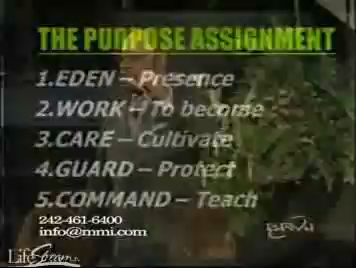 THE PURPOSE ASSIGNMENT
1.EDEN – Presence
2.WORK – To become
3.CARE – Cultivate
4.GUARD – Protect
5.COMMAND – Teach
242-461-6400
info@mmi.com
LifeStream